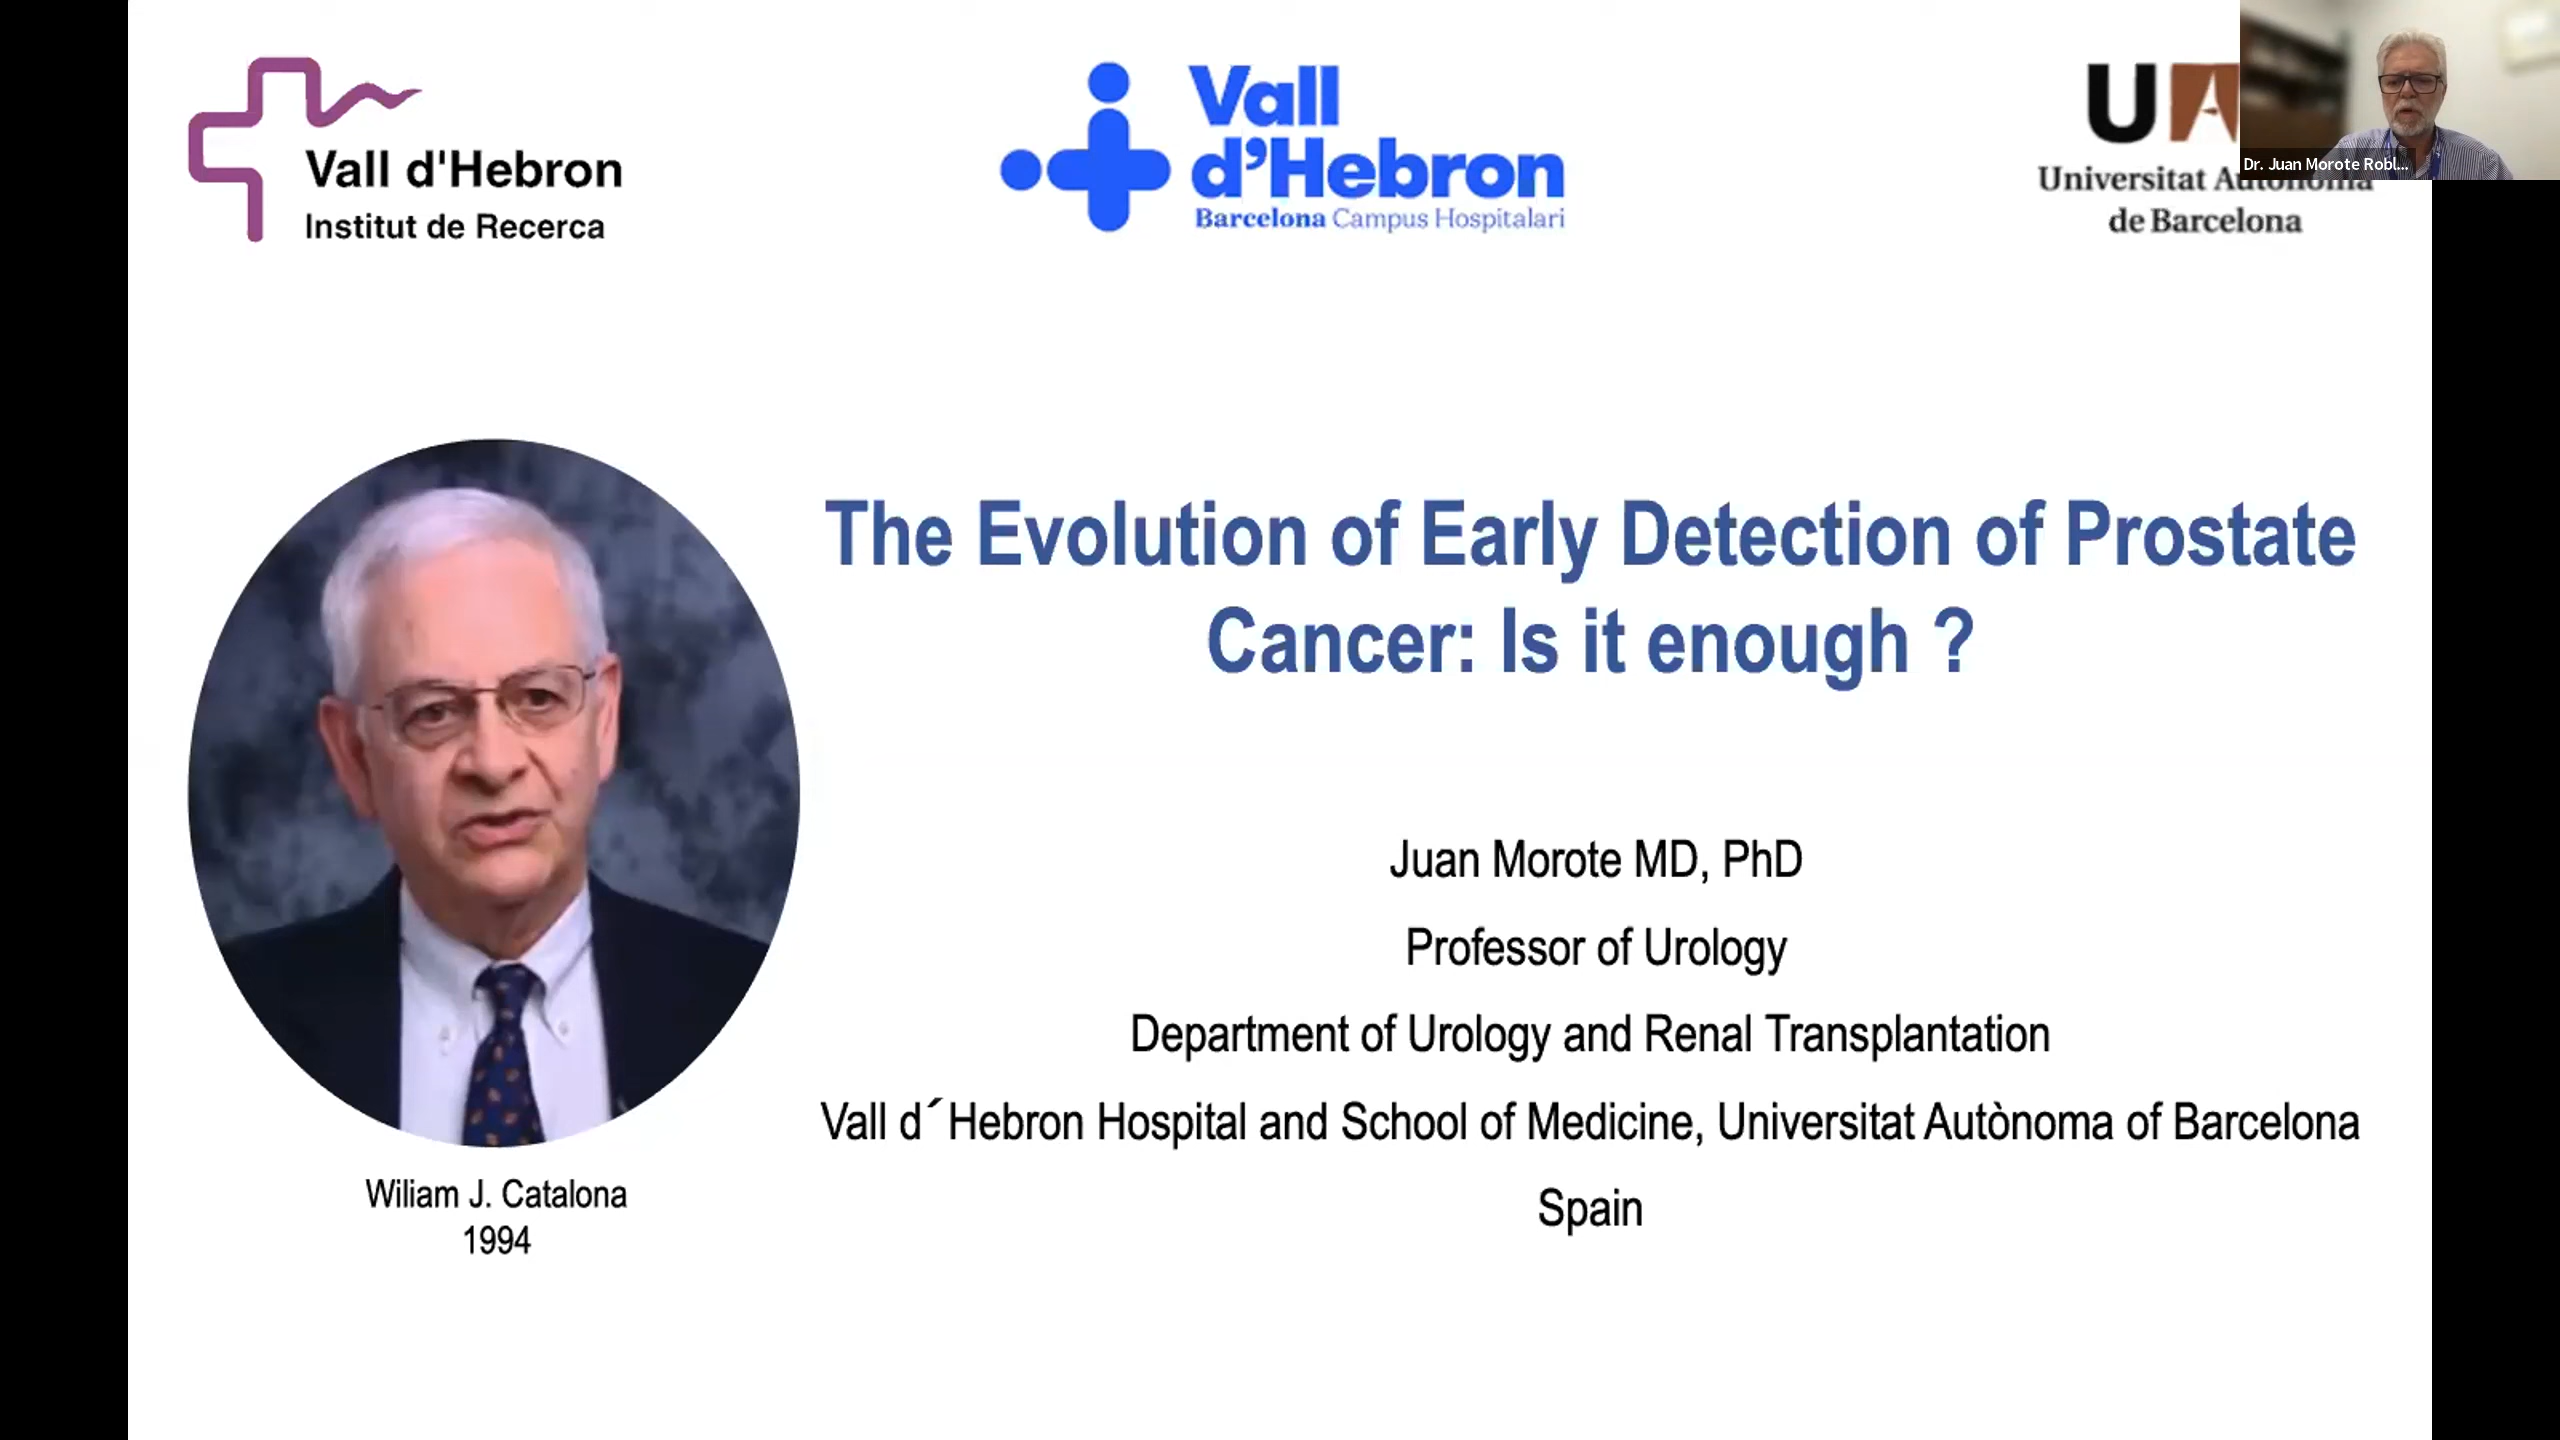 Vall d'Hebron
Institut de Recerca
Vall
d'Hebron
Barcelona Campus Hospitalari
Universitat Autònoma
de Barcelona
Dr. Juan Morote Robl...
The Evolution of Early Detection of Prostate
Cancer: Is it enough ?
Juan Morote MD, PhD
Professor of Urology
Department of Urology and Renal Transplantation
Vall d´Hebron Hospital and School of Medicine, Universitat Autònoma of Barcelona
Spain
Wiliam J. Catalona
1994